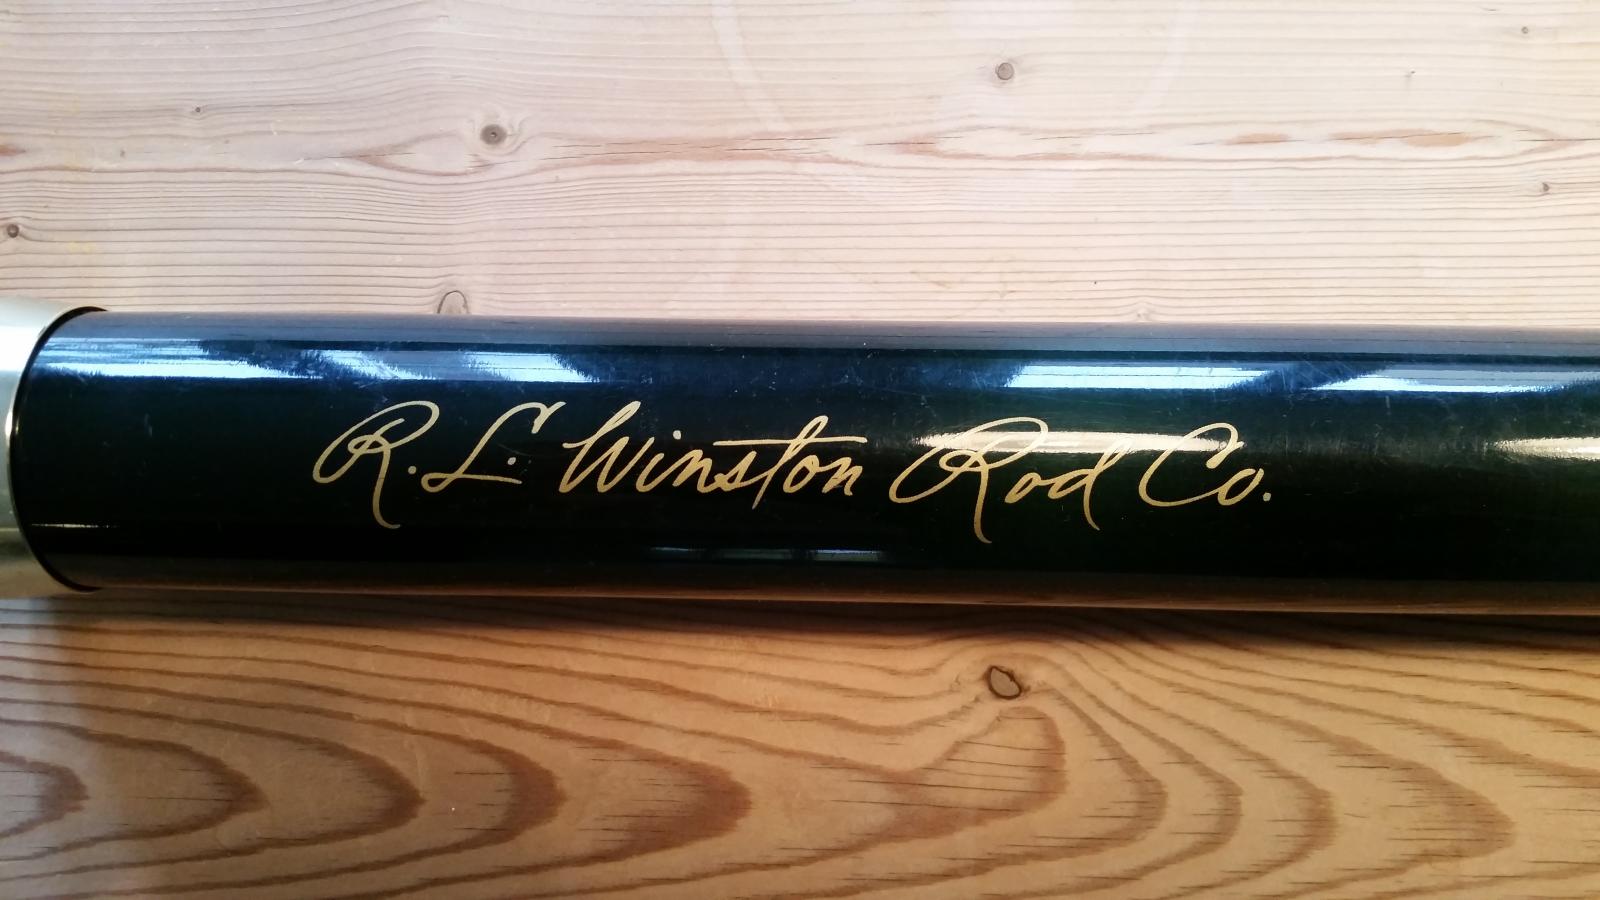 R. L. Winston Rod Co.